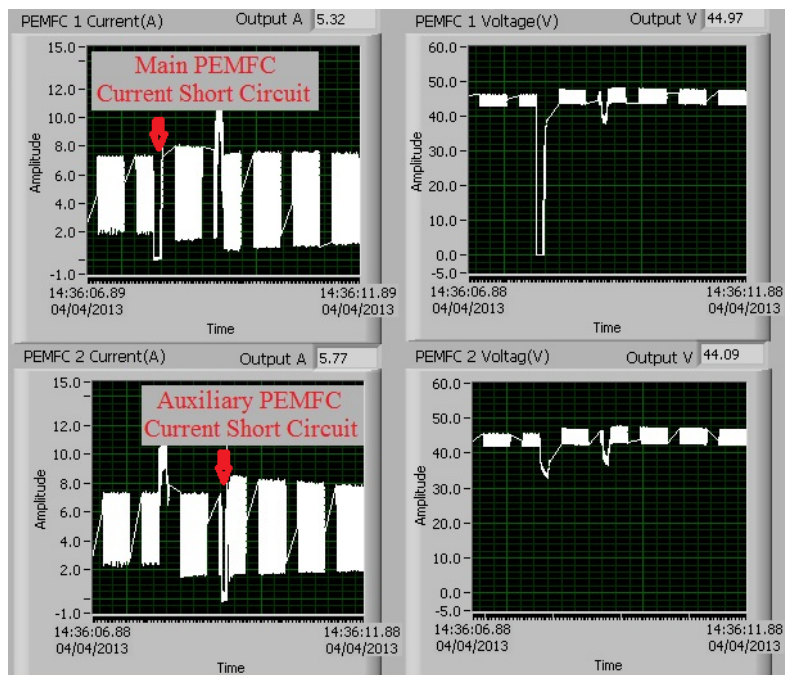 PEMFC 1 Current(A)
Output A 5.32
15.0
12.0
10.0
8.0
6.0
4.0
2.0
-1.0
Amplitude
Main PEMFC
Current Short Circuit
14:36:06.89
04/04/2013
14:36:11.89
04/04/2013
Time
PEMFC 1 Voltage(V)
Output V 44.97
60.0
50.0
40.0
30.0
20.0
10.0
0.0
-5.0
Amplitude
14:36:06.88
04/04/2013
14:36:11.88
04/04/2013
Time
PEMFC 2 Current(A)
Output A 5.77
15.0
12.0
10.0
8.0
6.0
4.0
2.0
-1.0
Amplitude
Auxiliary PEMFC
Current Short Circuit
14:36:06.88
04/04/2013
14:36:11.88
04/04/2013
Time
PEMFC 2 Voltag(V)
Output V 44.09
60.0
50.0
40.0
30.0
20.0
10.0
0.0
-5.0
Amplitude
14:36:06.88
04/04/2013
14:36:11.88
04/04/2013
Time